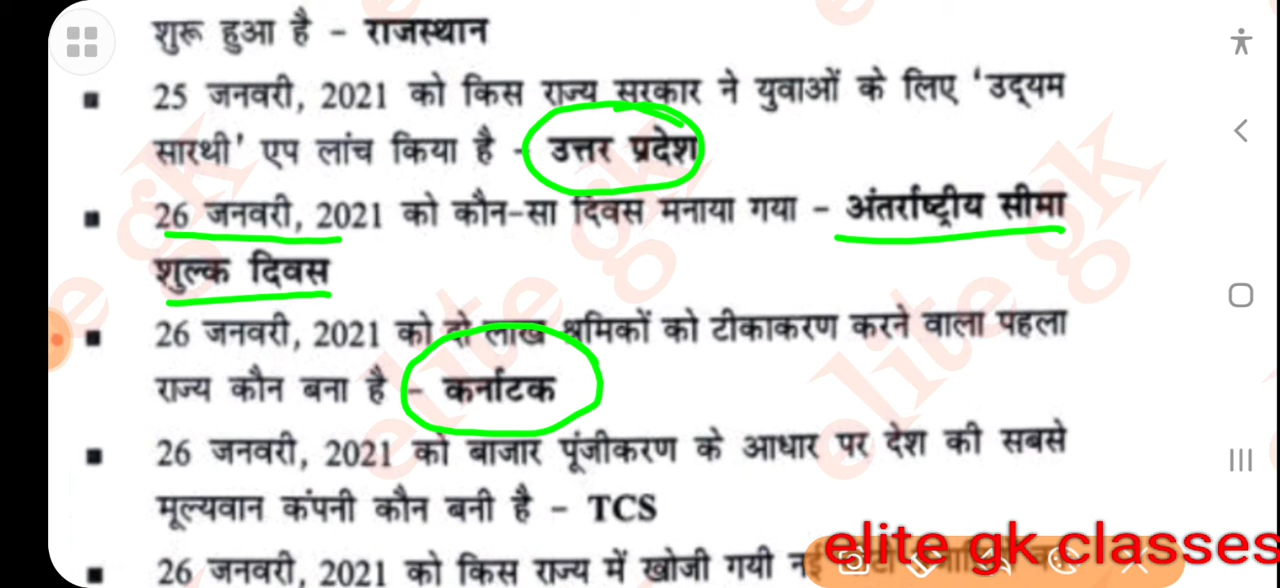 शुरू हुआ है – राजस्थान
▪ 25 जनवरी, 2021 को किस राज्य सरकार ने युवाओं के लिए 'उद्यम
सारथी' एप लांच किया है – उत्तर प्रदेश
▪ 26 जनवरी, 2021 को कौन-सा दिवस मनाया गया – अंतर्राष्ट्रीय सीमा
शुल्क दिवस
▪ 26 जनवरी, 2021 को दो लाख श्रमिकों को टीकाकरण करने वाला पहला
राज्य कौन बना है – कर्नाटक
▪ 26 जनवरी, 2021 को बाजार पूंजीकरण के आधार पर देश की सबसे
मूल्यवान कंपनी कौन बनी है – TCS
elite gk classes
▪ 26 जनवरी, 2021 को किस राज्य में खोजी गयी नई